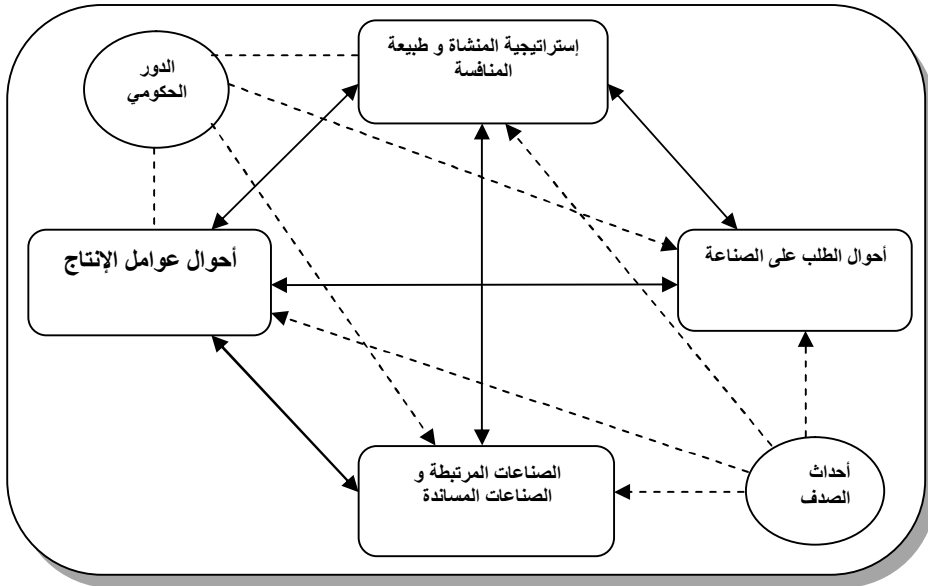 إستراتيجية المنشاة و طبيعة
المنافسة
الدور
الحكومي
أحوال الطلب على الصناعة
أحوال عوامل الإنتاج
الصناعات المرتبطة و
الصناعات المساندة
أحداث
الصدف